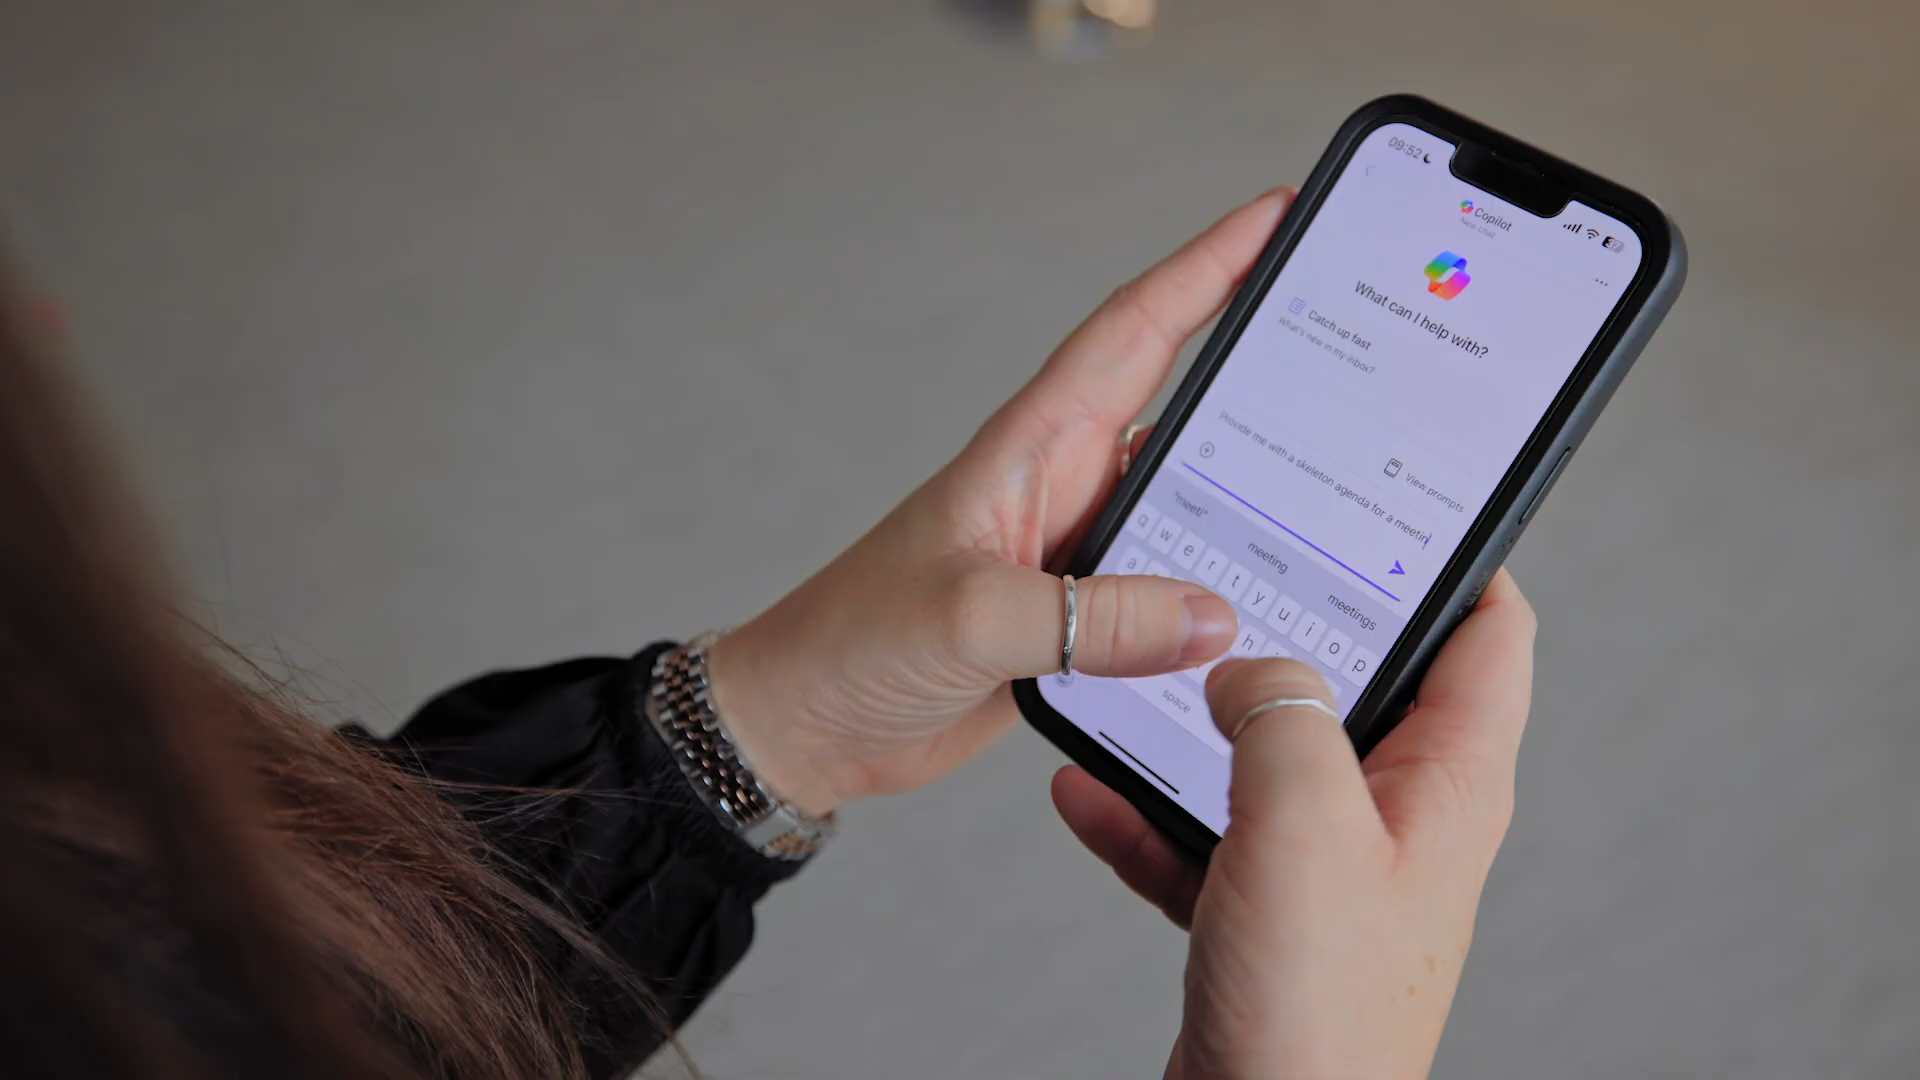 09:52
Copilot
New chat
What can I help with?
Catch up fast
What's new in my inbox?
View prompts
Provide me with a skeleton agenda for a meetin
"meeti" meeting meetings
q w e r t y u i o p
a h
space